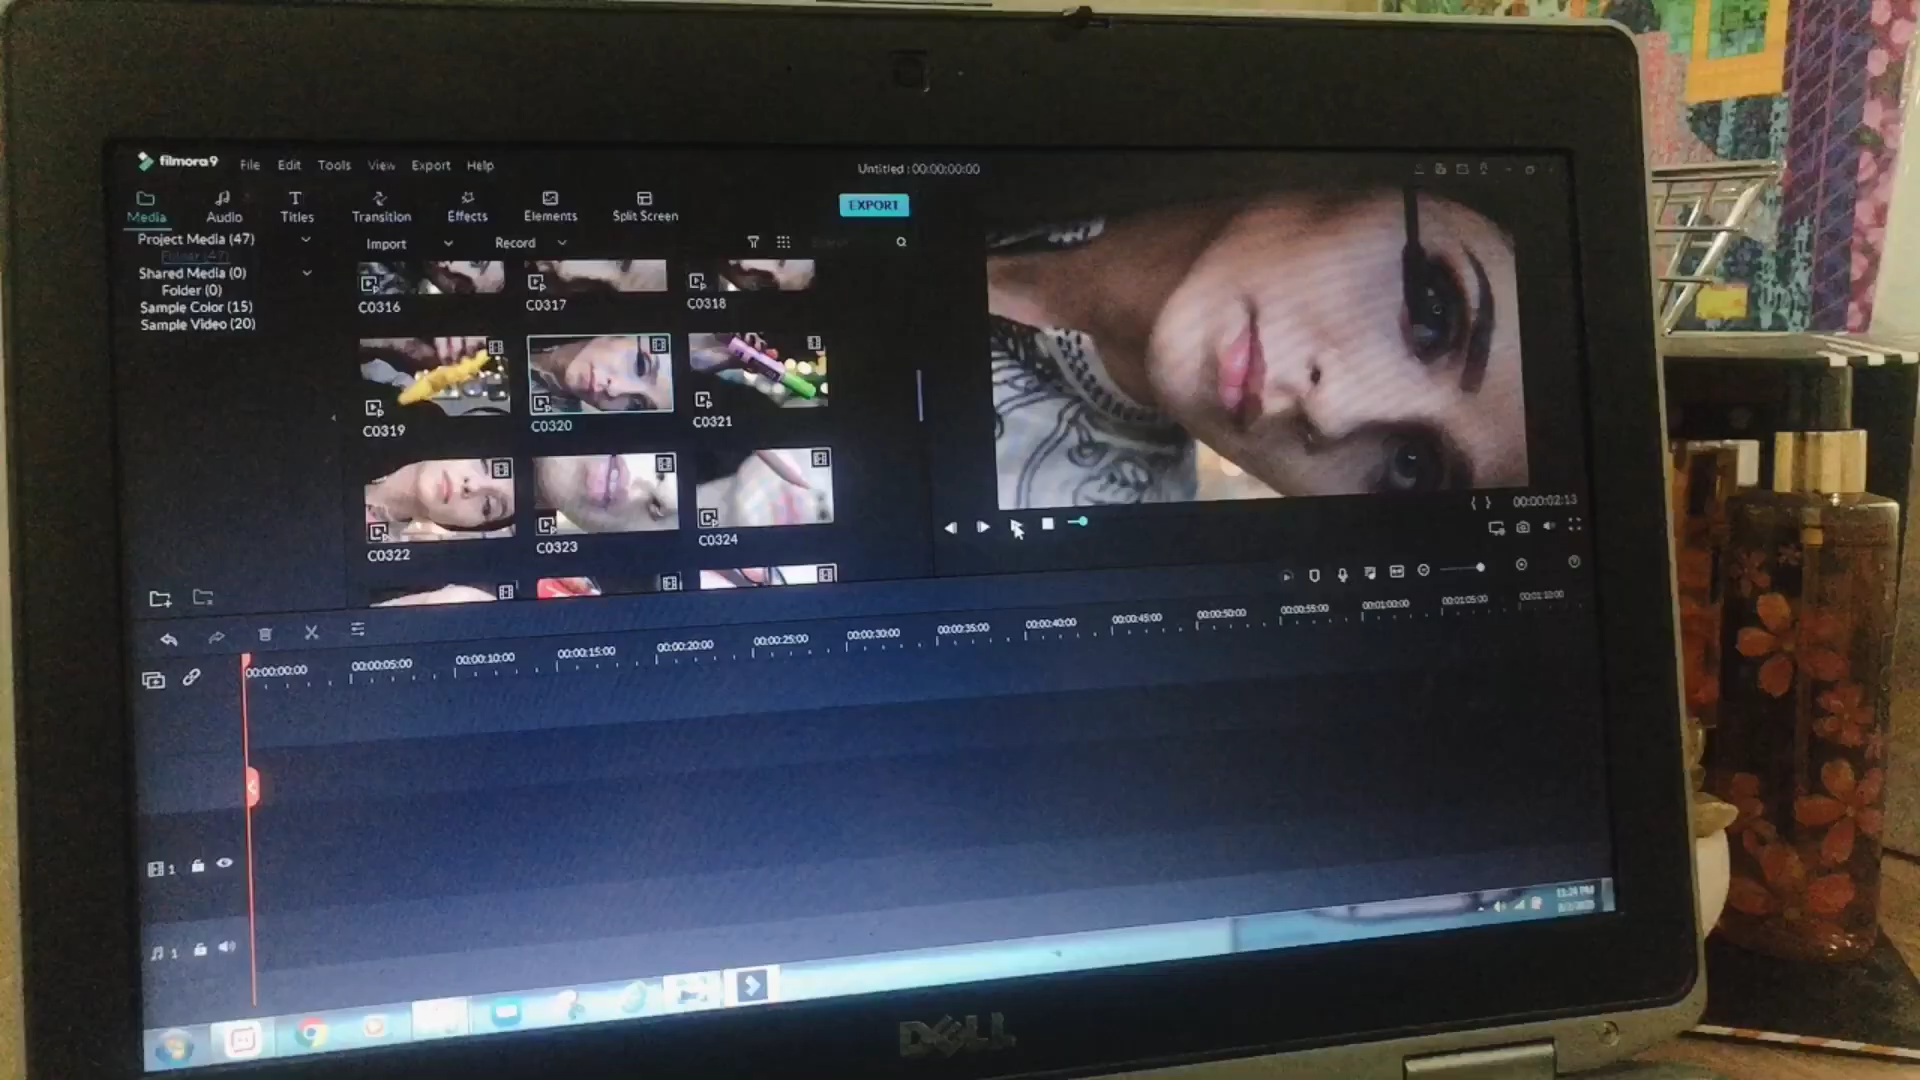 filmora9 File Edit Tools View Export Help
Untitled : 00:00:00:00
Media Audio Titles Transition Effects Elements Split Screen
EXPORT
Project Media (47)
Folder (47)
Shared Media (0)
Folder (0)
Sample Color (15)
Sample Video (20)
Import Record
C0316 C0317 C0318
C0319 C0320 C0321
C0322 C0323 C0324
{ } 00:00:02:13
00:00:00:00 00:00:05:00 00:00:10:00 00:00:15:00 00:00:20:00 00:00:25:00 00:00:30:00 00:00:35:00 00:00:40:00 00:00:45:00 00:00:50:00 00:00:55:00 00:01:00:00 00:01:05:00 00:01:10:00
1
1
11:24 PM
DELL